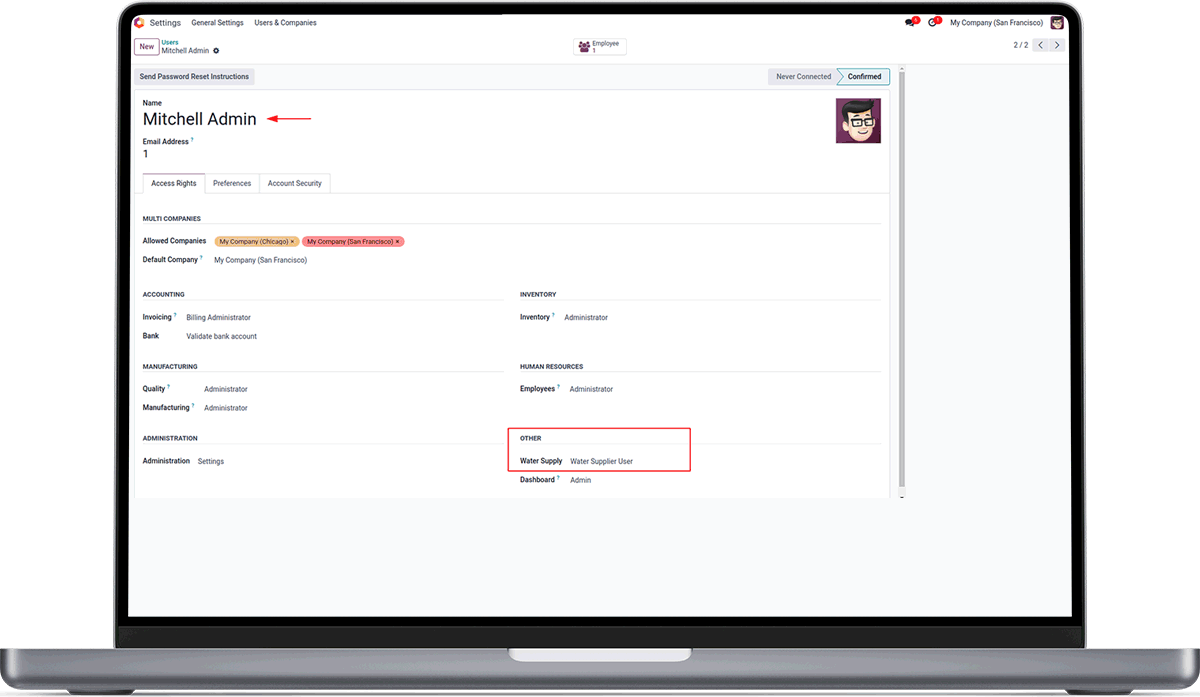 Settings General Settings Users & Companies 1 1 My Company (San Francisco)
New Users
Mitchell Admin
Employee
1
2 / 2
Send Password Reset Instructions Never Connected Confirmed
Name
Mitchell Admin
Email Address ?
1
Access Rights Preferences Account Security
MULTI COMPANIES
Allowed Companies My Company (Chicago) × My Company (San Francisco) ×
Default Company ? My Company (San Francisco)
ACCOUNTING INVENTORY
Invoicing ? Billing Administrator Inventory ? Administrator
Bank Validate bank account
MANUFACTURING HUMAN RESOURCES
Quality ? Administrator Employees ? Administrator
Manufacturing ? Administrator
ADMINISTRATION OTHER
Administration Settings Water Supply Water Supplier User
Dashboard ? Admin